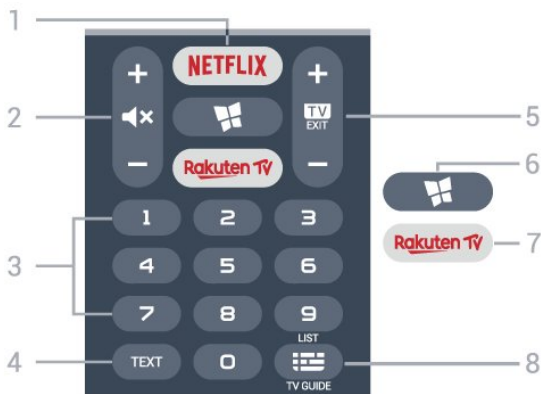 1
+ NETFLIX +
2 TV 5
EXIT
6
- Rakuten TV -
1 2 3
Rakuten TV 7
3 4 5 6
7 8 9
LIST
4 TEXT 0 8
TV GUIDE